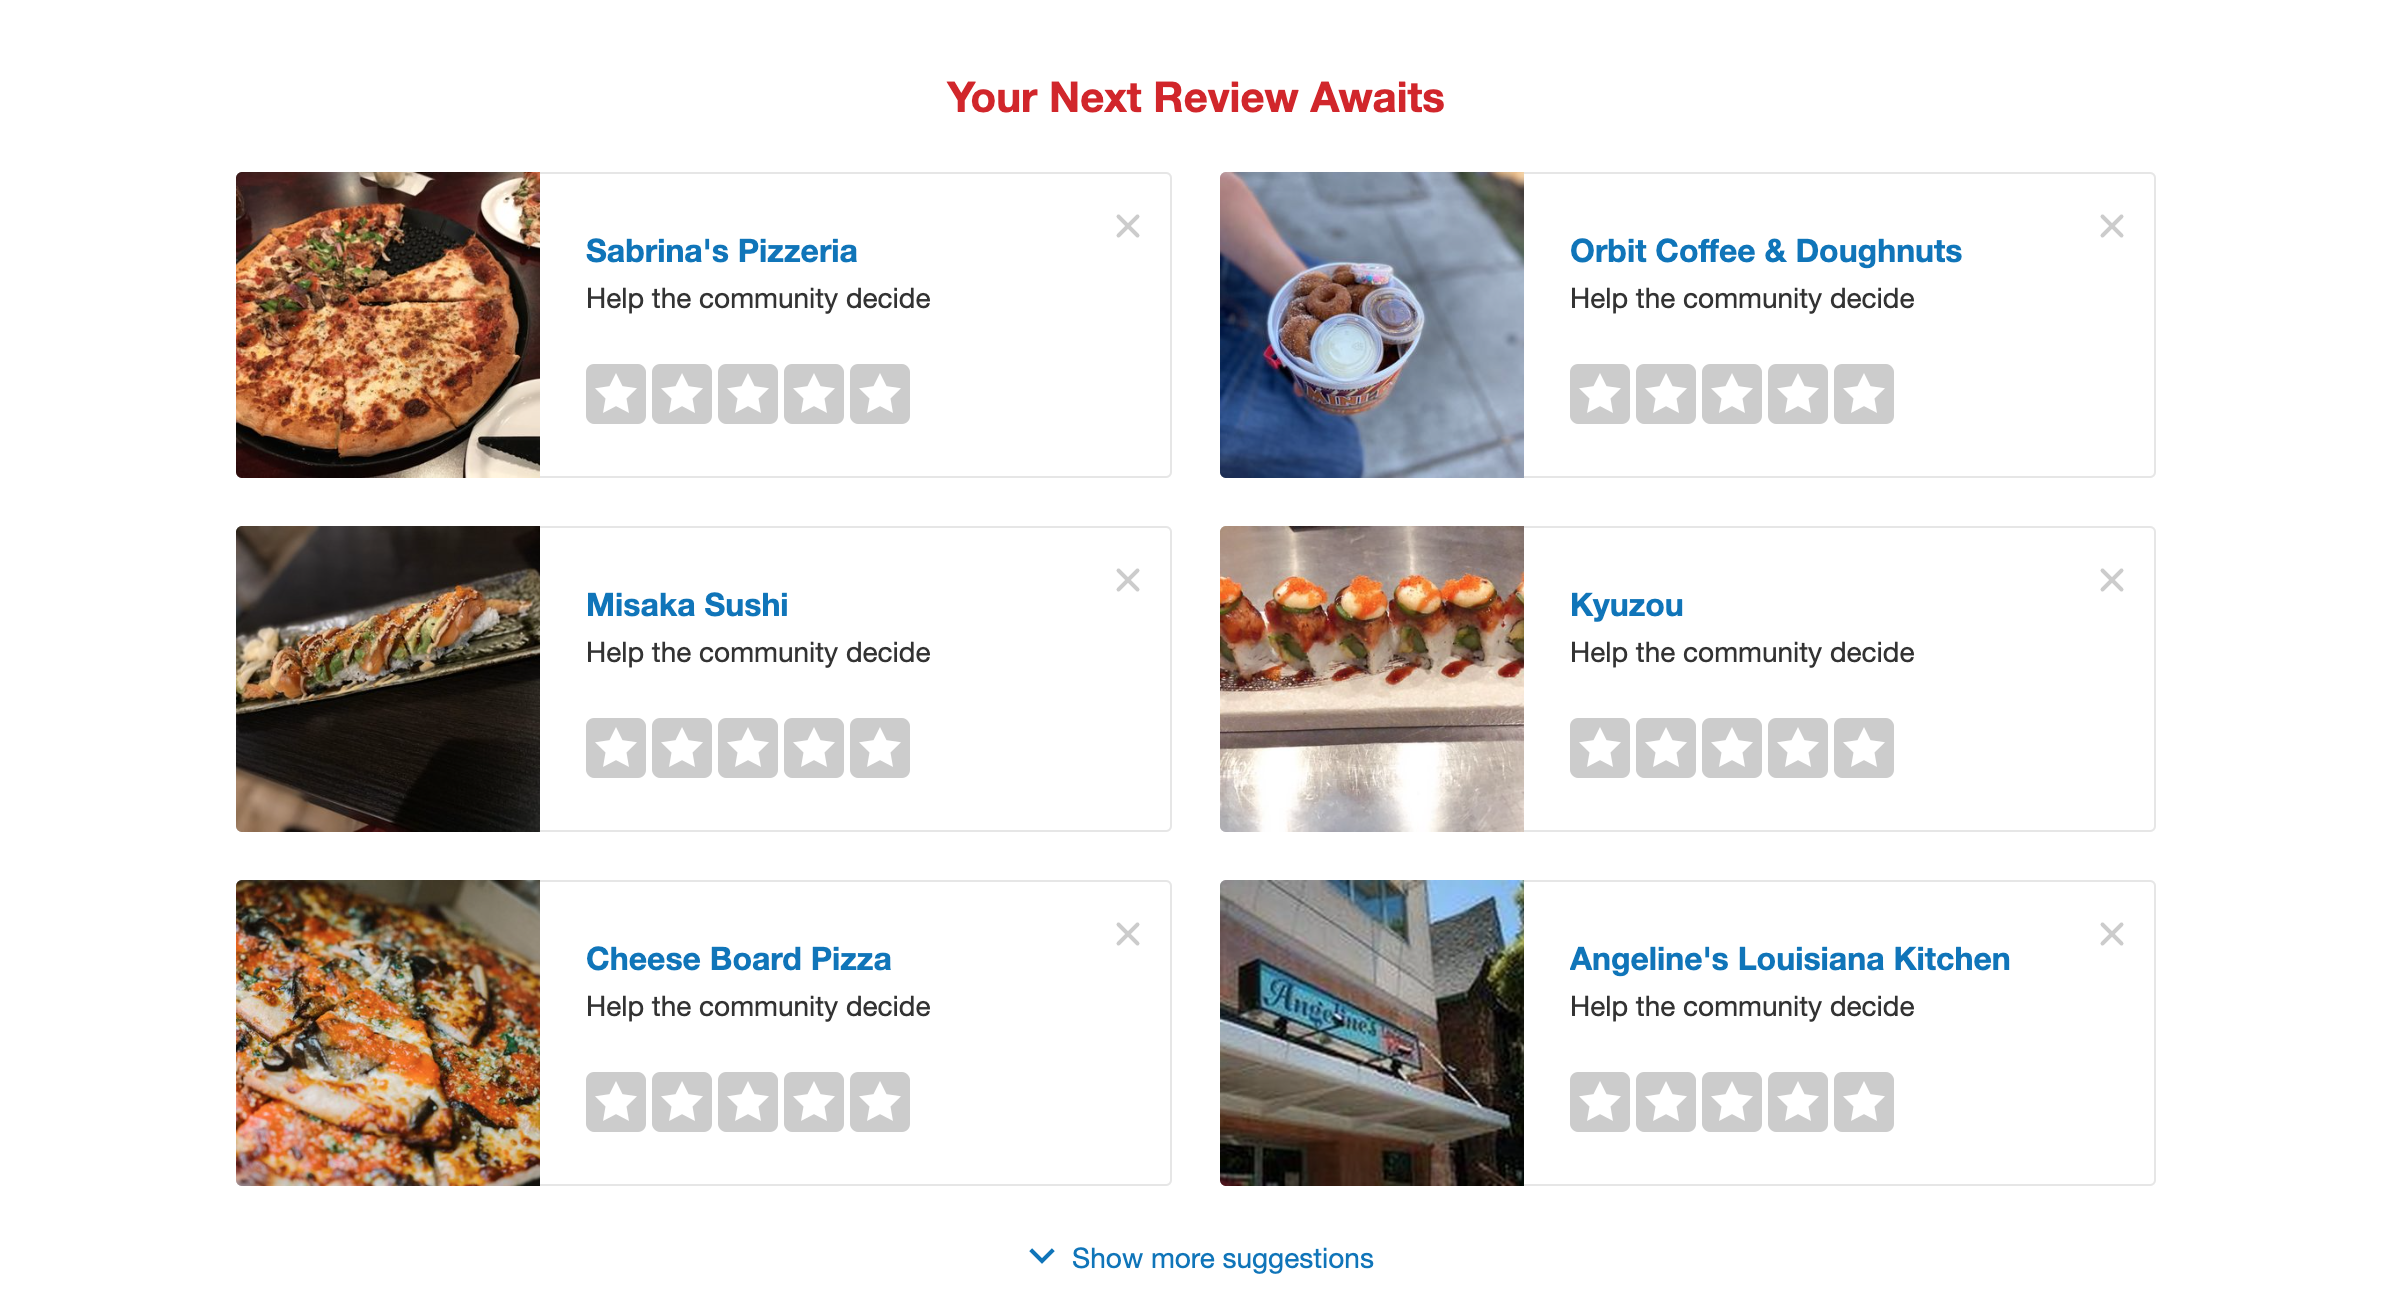 Your Next Review Awaits
Sabrina's Pizzeria
Help the community decide
Orbit Coffee & Doughnuts
Help the community decide
Misaka Sushi
Help the community decide
Kyuzou
Help the community decide
Cheese Board Pizza
Help the community decide
Angeline's
Angeline's Louisiana Kitchen
Help the community decide
Show more suggestions